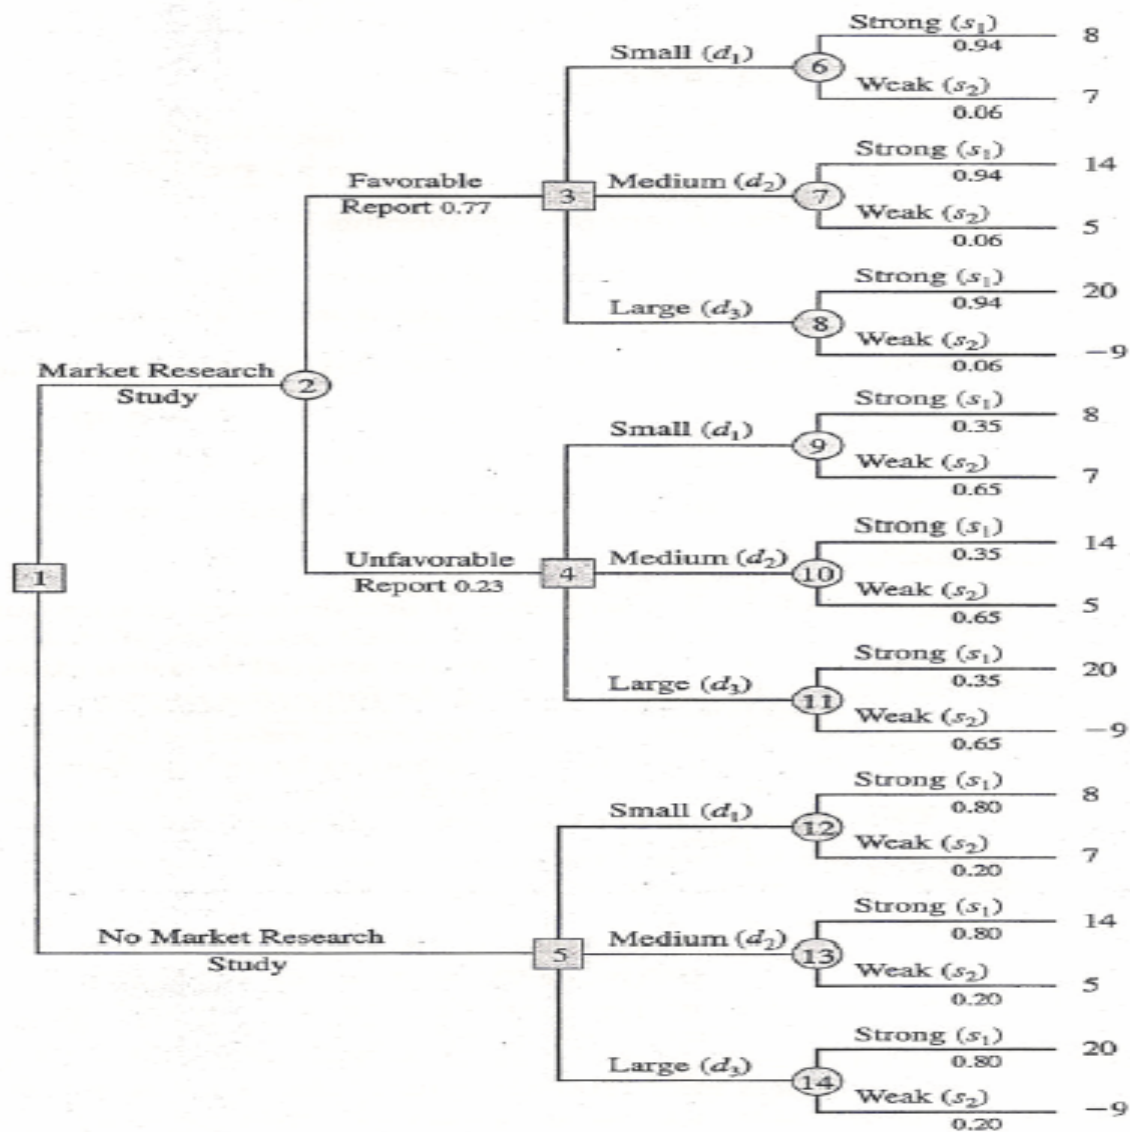 Strong (s₁)
8
0.94
Small (d₁)
6
Weak (s₂)
7
0.06
Strong (s₁)
14
0.94
Favorable
Medium (d₂)
Report 0.77
3
7
Weak (s₂)
5
0.06
Strong (s₁)
20
0.94
Large (d₃)
8
Weak (s₂)
−9
0.06
Market Research
2
Study
Strong (s₁)
8
0.35
Small (d₁)
9
Weak (s₂)
7
0.65
Strong (s₁)
14
0.35
Unfavorable
Medium (d₂)
Report 0.23
4
10
Weak (s₂)
5
0.65
1
Strong (s₁)
20
0.35
Large (d₃)
11
Weak (s₂)
−9
0.65
Strong (s₁)
8
0.80
Small (d₁)
12
Weak (s₂)
7
0.20
Strong (s₁)
14
0.80
No Market Research
Medium (d₂)
Study
5
13
Weak (s₂)
5
0.20
Strong (s₁)
20
0.80
Large (d₃)
14
Weak (s₂)
−9
0.20